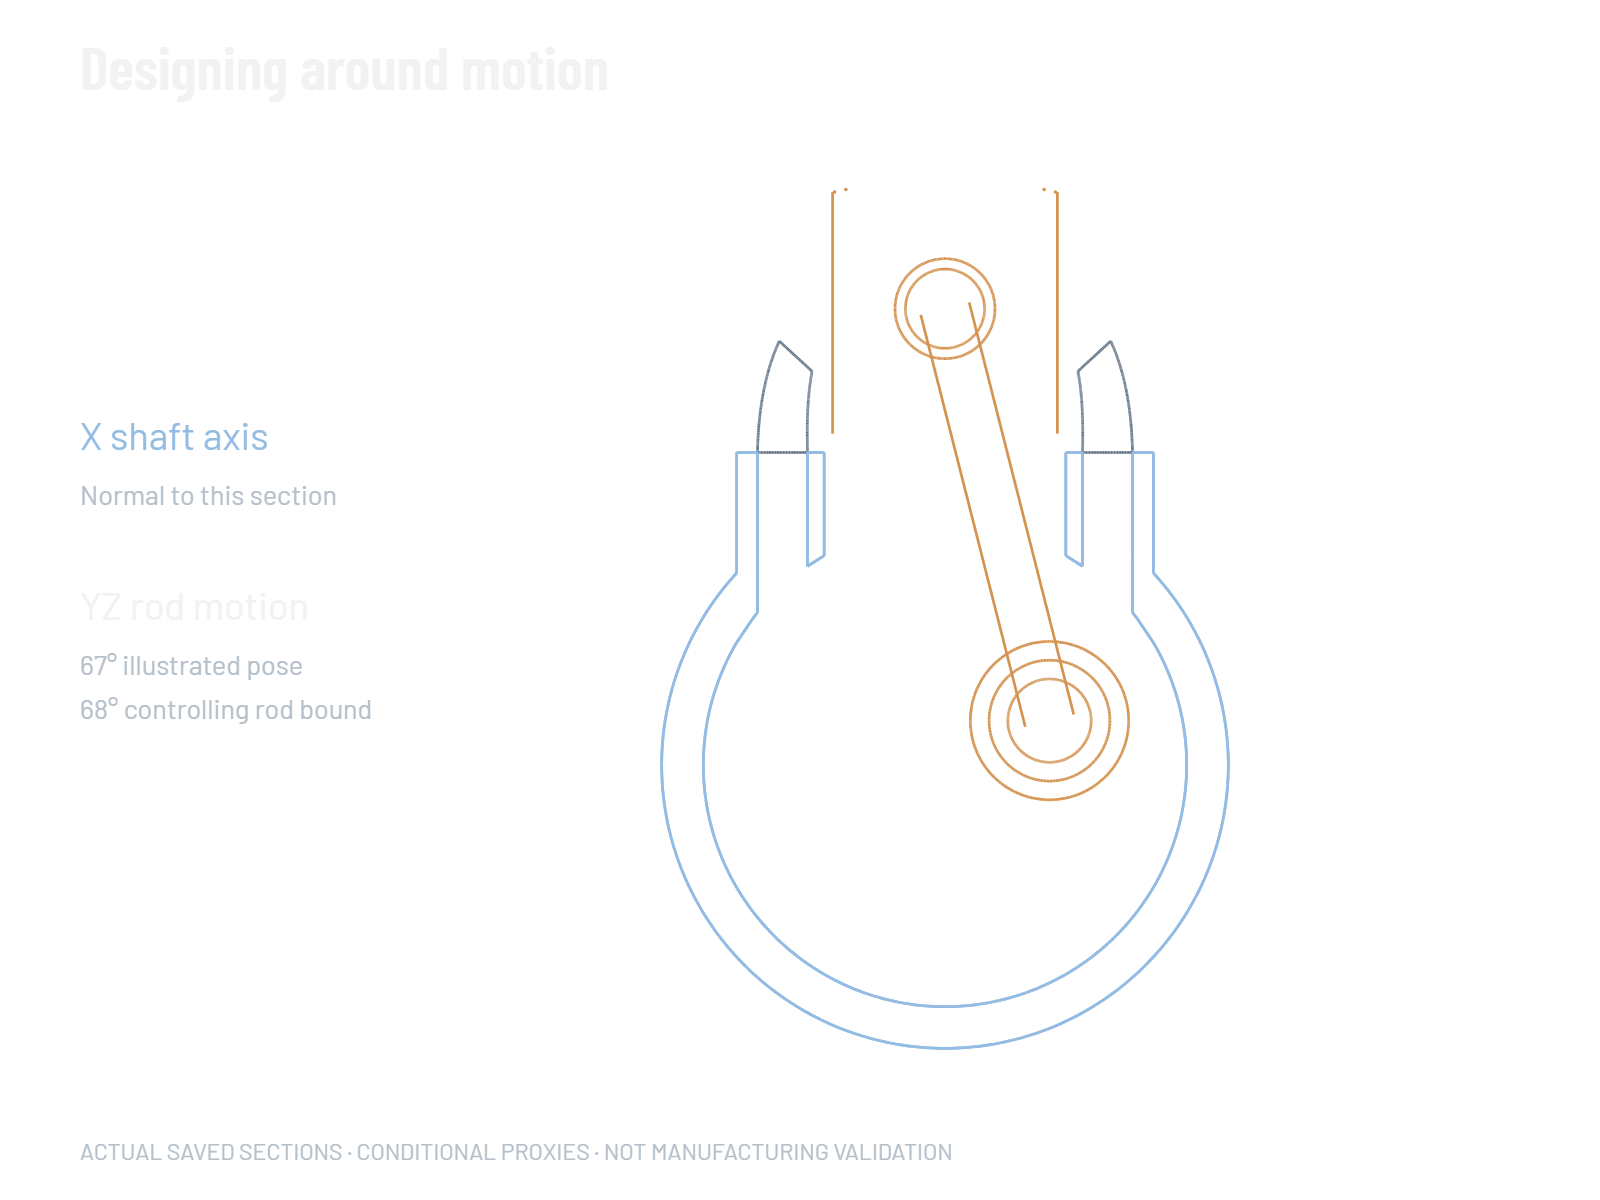 Designing around motion
X shaft axis
Normal to this section
YZ rod motion
67° illustrated pose
68° controlling rod bound
ACTUAL SAVED SECTIONS · CONDITIONAL PROXIES · NOT MANUFACTURING VALIDATION